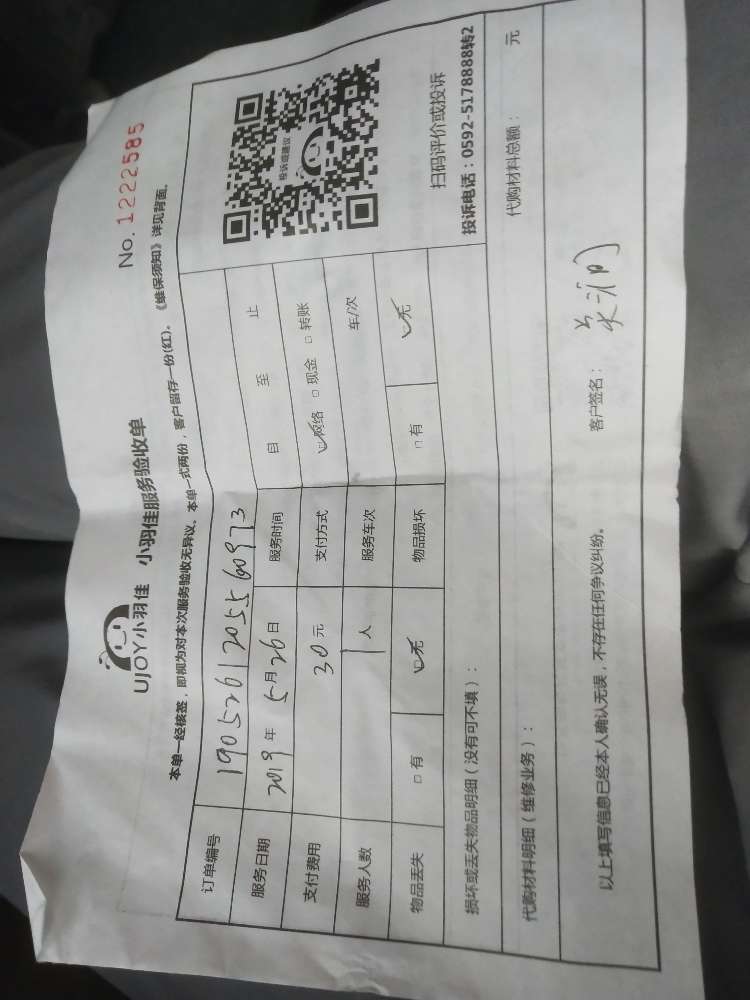 UJOY小羽佳 小羽佳服务验收单
No. 1222585
本单一经核签，即视为对本次服务验收无异议。本单一式两份，客户留存一份(红)。《维保须知》详见背面。
订单编号 190526120555 60973
服务日期 2019年5月26日 服务时间 自 至 止
支付费用 30元 支付方式 ☑网络 □现金 □转账
服务人数 1人 服务车次 车/次
物品丢失 □有 ☑无 物品损坏 □有 ☑无
投诉或建议
扫码评价或投诉
投诉电话：0592-5178888转2
损坏或丢失物品明细（没有可不填）：
代购材料明细（维修业务）： 代购材料总额： 元
以上填写信息已经本人确认无误，不存在任何争议纠纷。 客户签名：